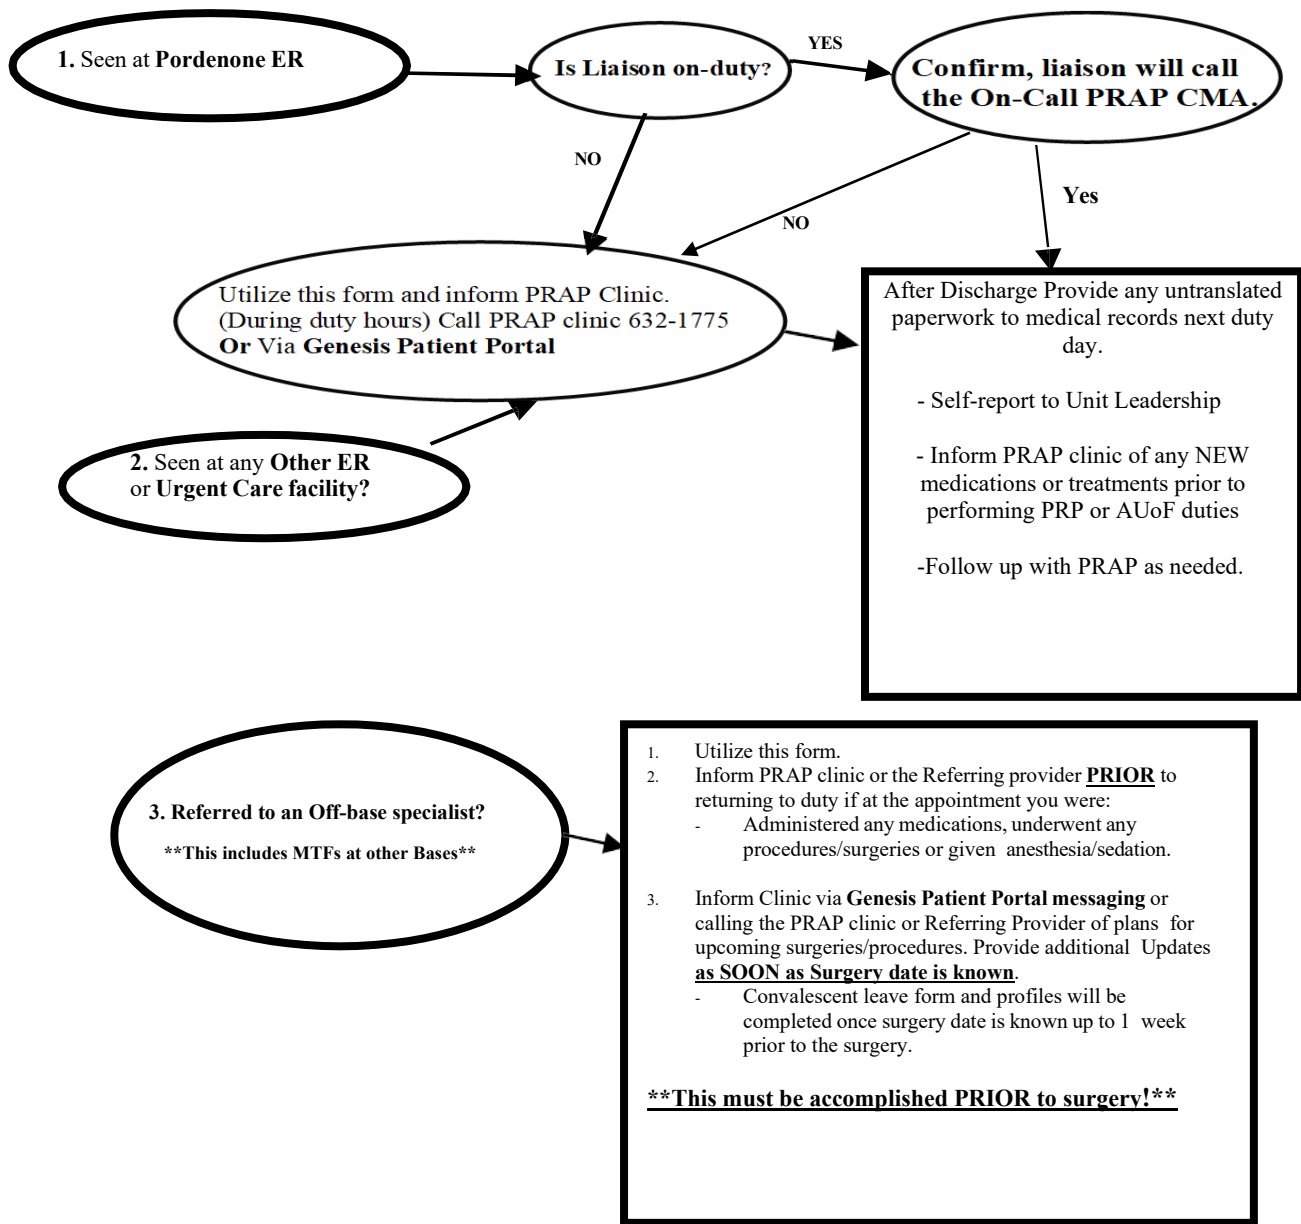 1. Seen at Pordenone ER
Is Liaison on-duty?
YES
Confirm, liaison will call
the On-Call PRAP CMA.
NO
NO
Yes
Utilize this form and inform PRAP Clinic.
(During duty hours) Call PRAP clinic 632-1775
Or Via Genesis Patient Portal
After Discharge Provide any untranslated
paperwork to medical records next duty
day.
- Self-report to Unit Leadership
- Inform PRAP clinic of any NEW
medications or treatments prior to
performing PRP or AUoF duties
-Follow up with PRAP as needed.
2. Seen at any Other ER
or Urgent Care facility?
3. Referred to an Off-base specialist?
**This includes MTFs at other Bases**
1. Utilize this form.
2. Inform PRAP clinic or the Referring provider PRIOR to
returning to duty if at the appointment you were:
- Administered any medications, underwent any
procedures/surgeries or given anesthesia/sedation.
3. Inform Clinic via Genesis Patient Portal messaging or
calling the PRAP clinic or Referring Provider of plans for
upcoming surgeries/procedures. Provide additional Updates
as SOON as Surgery date is known.
- Convalescent leave form and profiles will be
completed once surgery date is known up to 1 week
prior to the surgery.
**This must be accomplished PRIOR to surgery!**